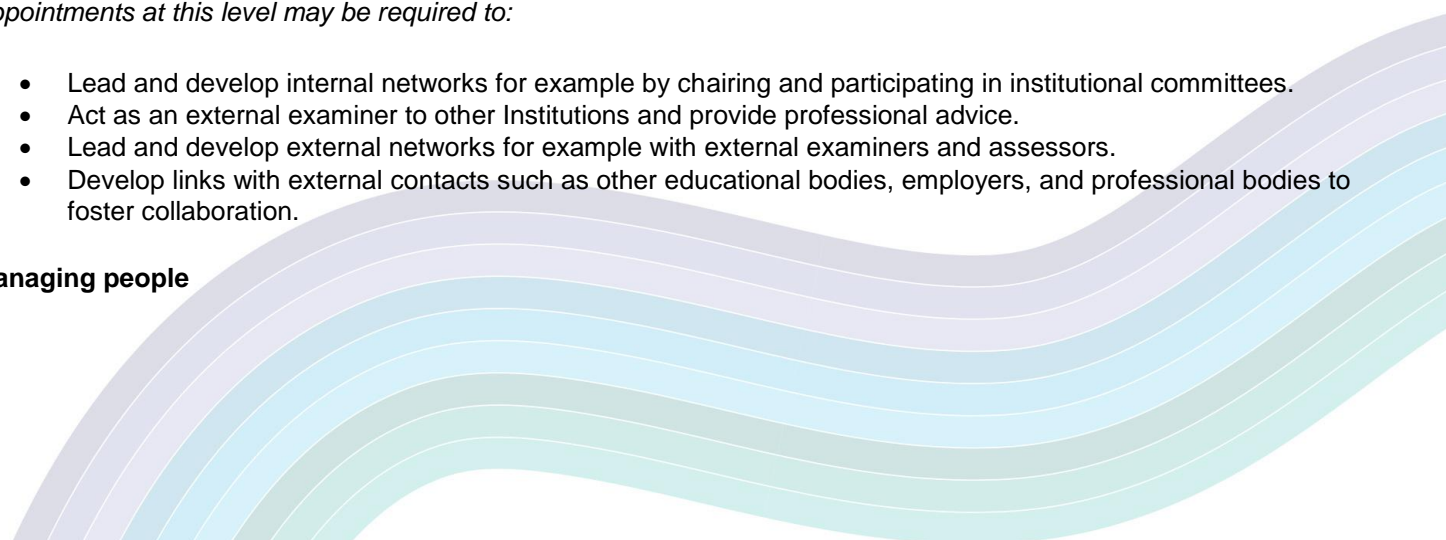 ppointments at this level may be required to:
• Lead and develop internal networks for example by chairing and participating in institutional committees.
• Act as an external examiner to other Institutions and provide professional advice.
• Lead and develop external networks for example with external examiners and assessors.
• Develop links with external contacts such as other educational bodies, employers, and professional bodies to
foster collaboration.
anaging people